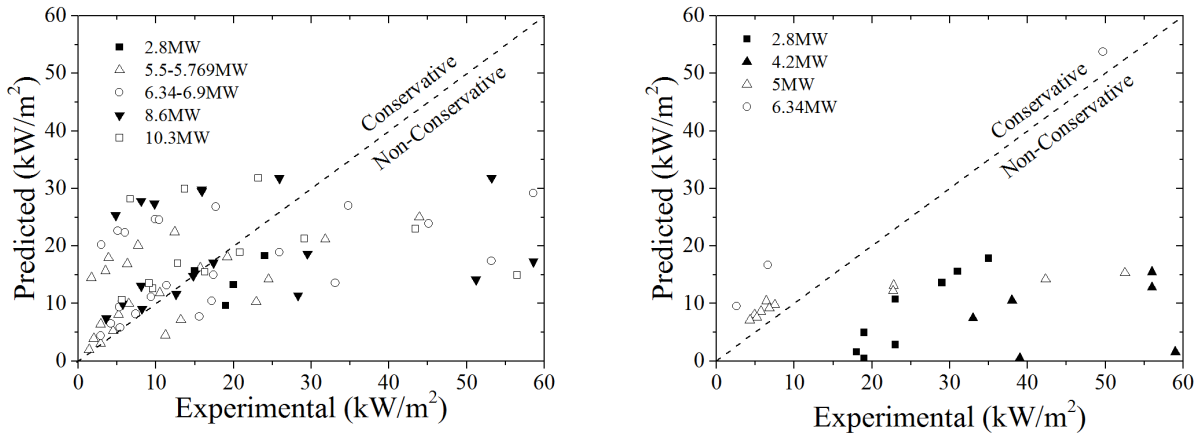 60
50
40
30
20
10
0
Predicted (kW/m²)
2.8MW
5.5-5.769MW
6.34-6.9MW
8.6MW
10.3MW
Conservative
Non-Conservative
0 10 20 30 40 50 60
Experimental (kW/m²)
60
50
40
30
20
10
0
Predicted (kW/m²)
2.8MW
4.2MW
5MW
6.34MW
Conservative
Non-Conservative
0 10 20 30 40 50 60
Experimental (kW/m²)